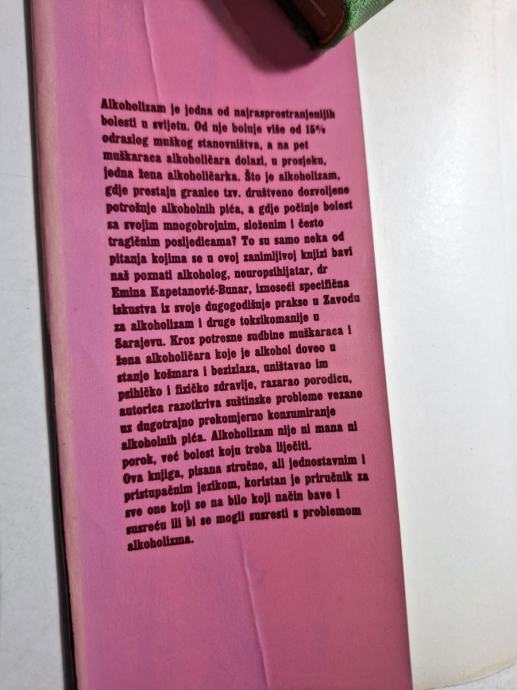 Alkoholizam je jedna od najrasprostranjenijih
bolesti u svijetu. Od nje boluje više od 15%
odraslog muškog stanovništva, a na pet
muškaraca alkoholičara dolazi, u prosjeku,
jedna žena alkoholičarka. Što je alkoholizam,
gdje prestaju granice tzv. društveno dozvoljene
potrošnje alkoholnih pića, a gdje počinje bolest
sa svojim mnogobrojnim, složenim i često
tragičnim posljedicama? To su samo neka od
pitanja kojima se u ovoj zanimljivoj knjizi bavi
naš poznati alkoholog, neuropsihijatar, dr
Emina Kapetanović-Bunar, iznoseći specifična
iskustva iz svoje dugogodišnje prakse u Zavodu
za alkoholizam i druge toksikomanije u
Sarajevu. Kroz potresne sudbine muškaraca i
žena alkoholičara koje je alkohol doveo u
stanje košmara i bezizlaza, uništavao im
psihičko i fizičko zdravlje, razarao porodicu,
autorica razotkriva suštinske probleme vezane
uz dugotrajno prekomjerno konzumiranje
alkoholnih pića. Alkoholizam nije ni mana ni
porok, već bolest koju treba liječiti.
Ova knjiga, pisana stručno, ali jednostavnim i
pristupačnim jezikom, koristan je priručnik za
sve one koji se na bilo koji način bave i
susreću ili bi se mogli susresti s problemom
alkoholizma.